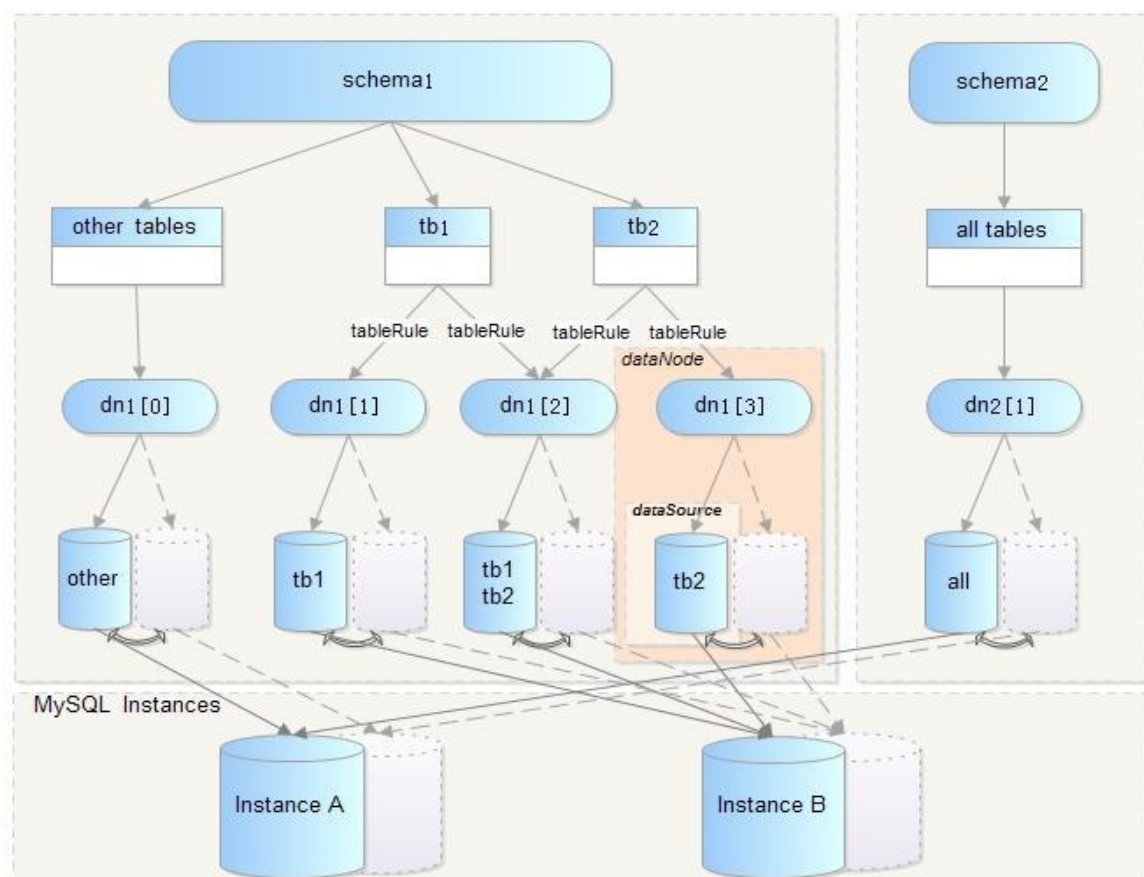 schema1
schema2
other tables
tb1
tb2
all tables
tableRule
tableRule
tableRule
tableRule
dataNode
dn1[0]
dn1[1]
dn1[2]
dn1[3]
dn2[1]
dataSource
other
tb1
tb1
tb2
tb2
all
MySQL Instances
Instance A
Instance B